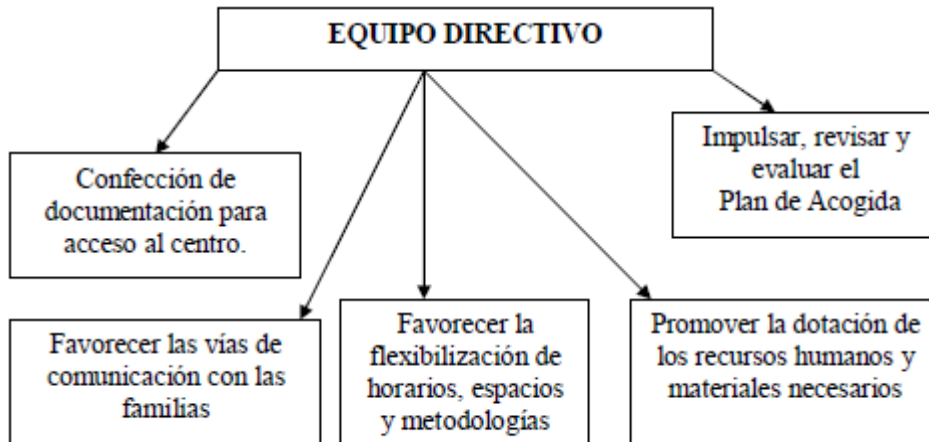 EQUIPO DIRECTIVO
Confección de
documentación para
acceso al centro.
Impulsar, revisar y
evaluar el
Plan de Acogida
Favorecer las vías de
comunicación con las
familias
Favorecer la
flexibilización de
horarios, espacios
y metodologías
Promover la dotación de
los recursos humanos y
materiales necesarios